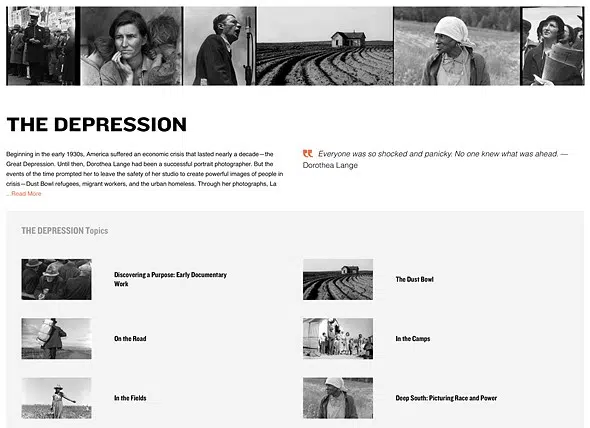 THE DEPRESSION
Beginning in the early 1930s, America suffered an economic crisis that lasted nearly a decade—the
Great Depression. Until then, Dorothea Lange had been a successful portrait photographer. But the
events of the time prompted her to leave the safety of her studio to create powerful images of people in
crisis—Dust Bowl refugees, migrant workers, and the urban homeless. Through her photographs, La
...Read More
Everyone was so shocked and panicky. No one knew what was ahead. —
Dorothea Lange
THE DEPRESSION Topics
Discovering a Purpose: Early Documentary
Work
The Dust Bowl
On the Road
In the Camps
In the Fields
Deep South: Picturing Race and Power